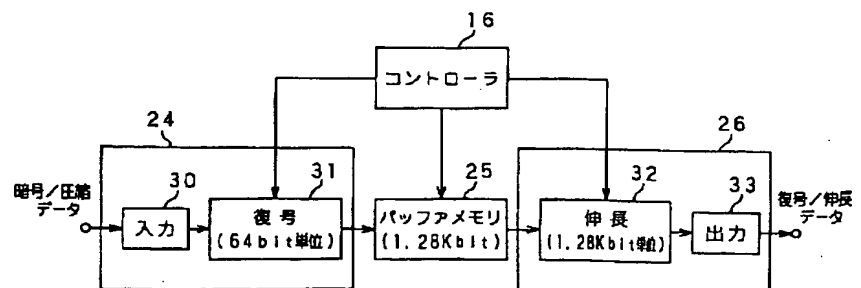 16
コントローラ
24
26
暗号／圧縮
データ
30
入力
31
復号
(64bit単位)
25
バッファメモリ
(1.28Kbit)
32
伸長
(1.28Kbit単位)
33
出力
復号／伸長
データ